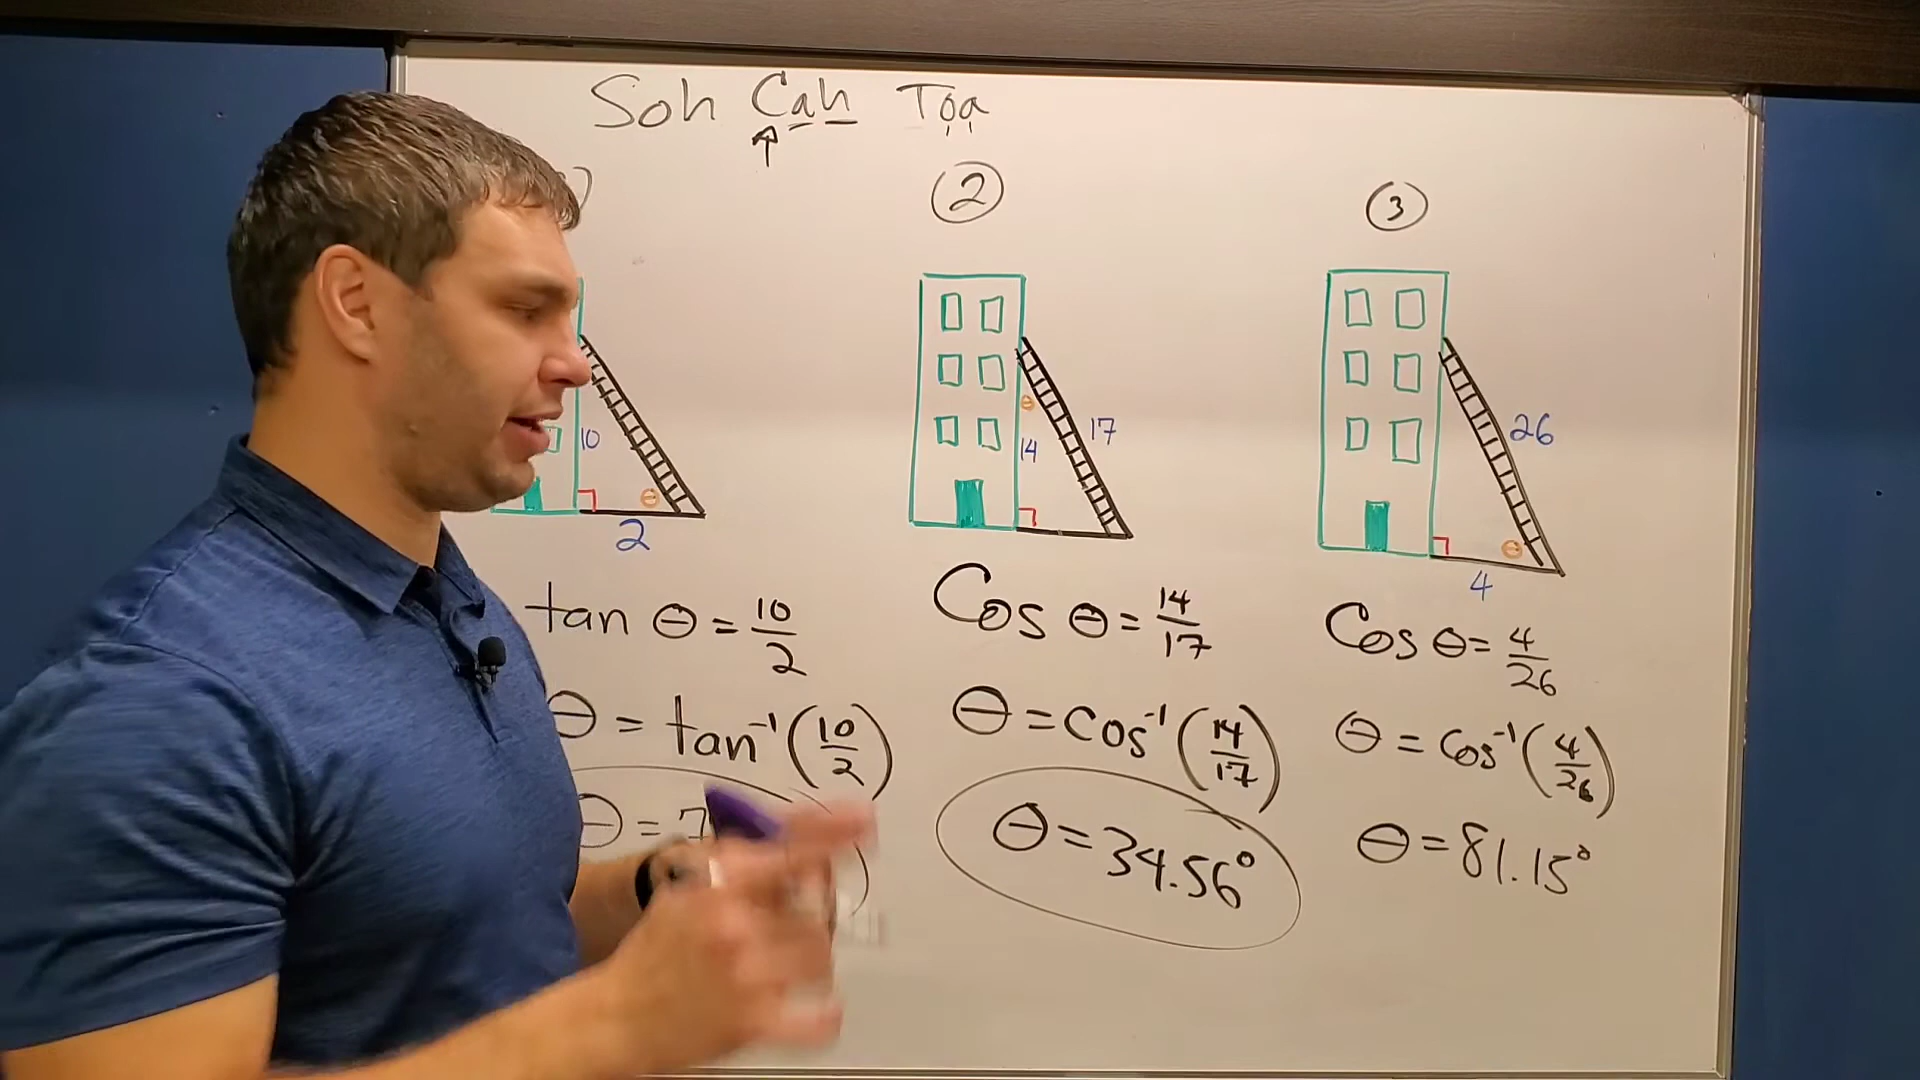 Soh Cah Toa
②
③
10
2
θ
14
17
θ
26
4
θ
tan θ = 10/2
θ = tan⁻¹(10/2)
θ = 7
Cos θ = 14/17
θ = cos⁻¹(14/17)
θ = 34.56°
Cos θ = 4/26
θ = cos⁻¹(4/26)
θ = 81.15°